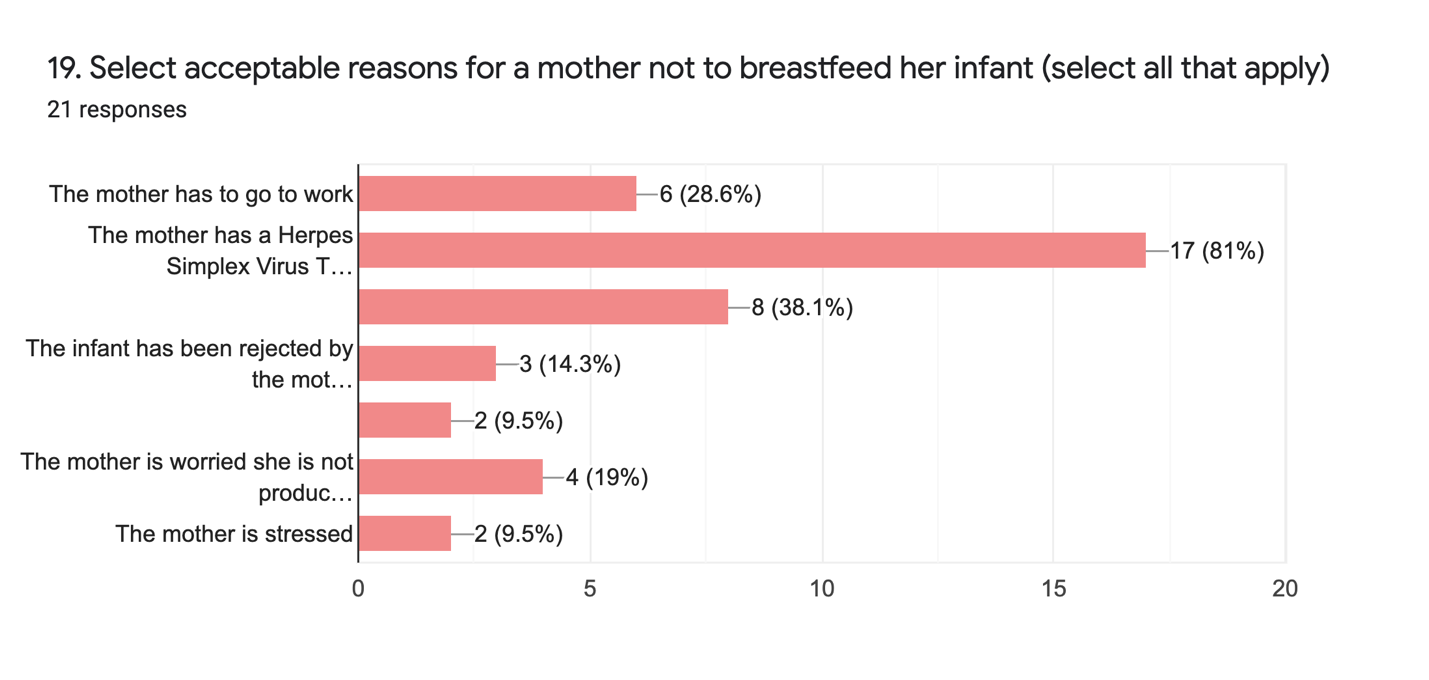 19. Select acceptable reasons for a mother not to breastfeed her infant (select all that apply)
21 responses
The mother has to go to work
6 (28.6%)
The mother has a Herpes
Simplex Virus T…
17 (81%)
8 (38.1%)
The infant has been rejected by
the mot…
3 (14.3%)
2 (9.5%)
The mother is worried she is not
produc…
4 (19%)
The mother is stressed
2 (9.5%)
0
5
10
15
20